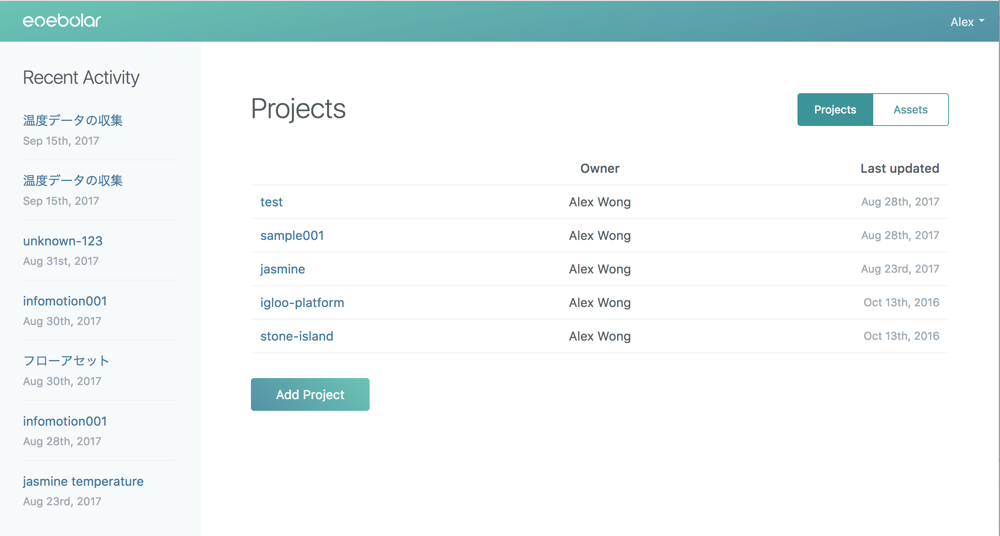 enebular
Alex
Recent Activity
温度データの収集
Sep 15th, 2017
温度データの収集
Sep 15th, 2017
unknown-123
Aug 31st, 2017
infomotion001
Aug 30th, 2017
フローアセット
Aug 30th, 2017
infomotion001
Aug 28th, 2017
jasmine temperature
Aug 23rd, 2017
Projects
Projects Assets
Owner Last updated
test Alex Wong Aug 28th, 2017
sample001 Alex Wong Aug 28th, 2017
jasmine Alex Wong Aug 23rd, 2017
igloo-platform Alex Wong Oct 13th, 2016
stone-island Alex Wong Oct 13th, 2016
Add Project